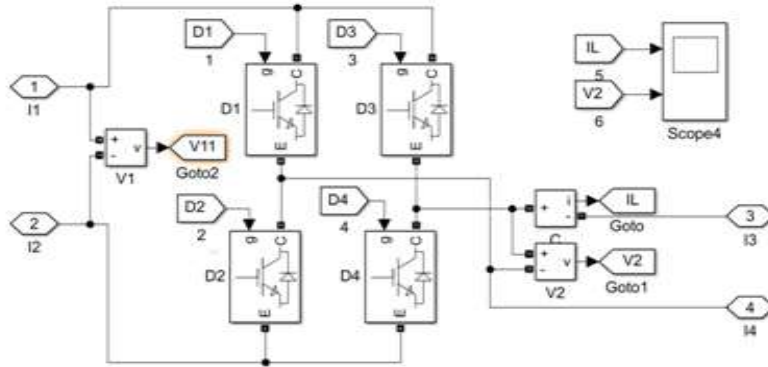 D1
1
D3
3
1
I1
g
C
D1
E
g
C
D3
E
IL
5
V2
6
Scope4
+
-
v
V1
V11
Goto2
2
I2
D2
2
D4
4
g
C
D2
E
g
C
D4
E
+
i
-
C
IL
Goto
3
I3
+
-
v
V2
V2
Goto1
4
I4